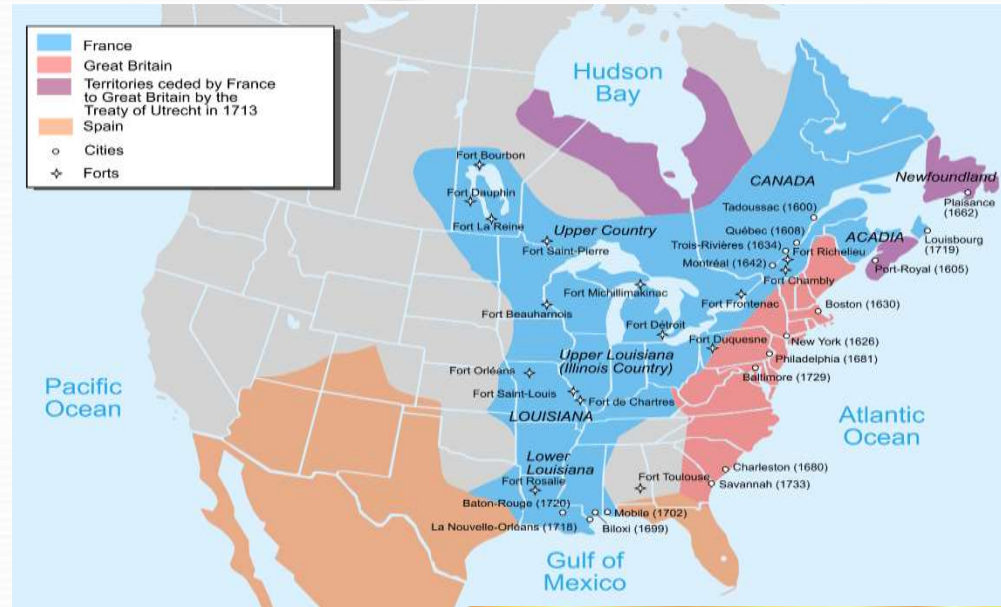 France
Great Britain
Territories ceded by France
to Great Britain by the
Treaty of Utrecht in 1713
Spain
Cities
Forts
Hudson
Bay
Fort Bourbon
Fort Dauphin
Fort La Reine
Upper Country
Fort Saint-Pierre
CANADA
Newfoundland
Plaisance
(1662)
Tadoussac (1600)
Québec (1608)
ACADIA
Louisbourg
(1719)
Trois-Rivières (1634)
Fort Richelieu
Montréal (1642)
Port-Royal (1605)
Fort Chambly
Fort Michillimakinac
Fort Frontenac
Fort Beauharnois
Boston (1630)
Fort Détroit
Fort Duquesne
New York (1626)
Upper Louisiana
(Illinois Country)
Philadelphia (1681)
Fort Orléans
Baltimore (1729)
Pacific
Ocean
Fort Saint-Louis
Fort de Chartres
LOUISIANA
Atlantic
Ocean
Lower
Louisiana
Fort Rosalie
Fort Toulouse
Charleston (1680)
Savannah (1733)
Baton-Rouge (1720)
Mobile (1702)
La Nouvelle-Orléans (1718)
Biloxi (1699)
Gulf of
Mexico